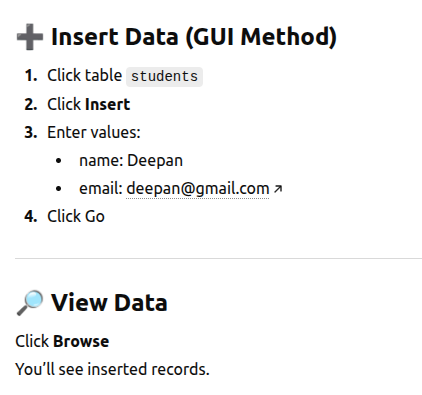 ➕ Insert Data (GUI Method)
1. Click table students
2. Click Insert
3. Enter values:
• name: Deepan
• email: deepan@gmail.com ↗
4. Click Go
🔎 View Data
Click Browse
You’ll see inserted records.